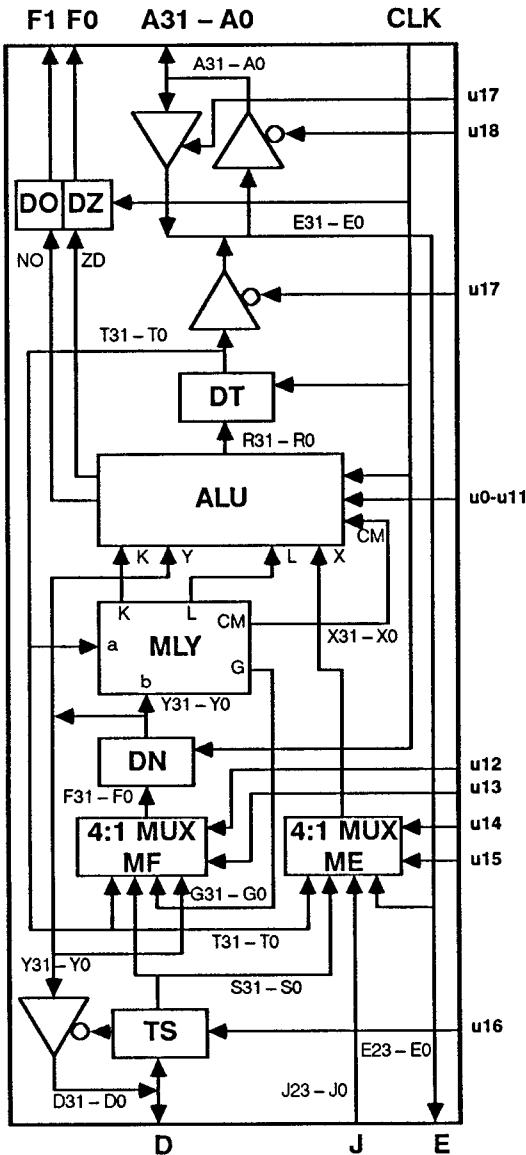 F1 F0 A31-A0 CLK
A31-A0
u17
u18
DO DZ
E31-E0
NO ZD
u17
T31-T0
DT
R31-R0
ALU
u0-u11
CM
K Y L X
K L
CM
X31-X0
a MLY
G
b
Y31-Y0
DN
u12
F31-F0
u13
4:1 MUX 4:1 MUX
u14
MF ME
u15
G31-G0
T31-T0
Y31-Y0
S31-S0
TS
u16
E23-E0
D31-D0
J23-J0
D J E